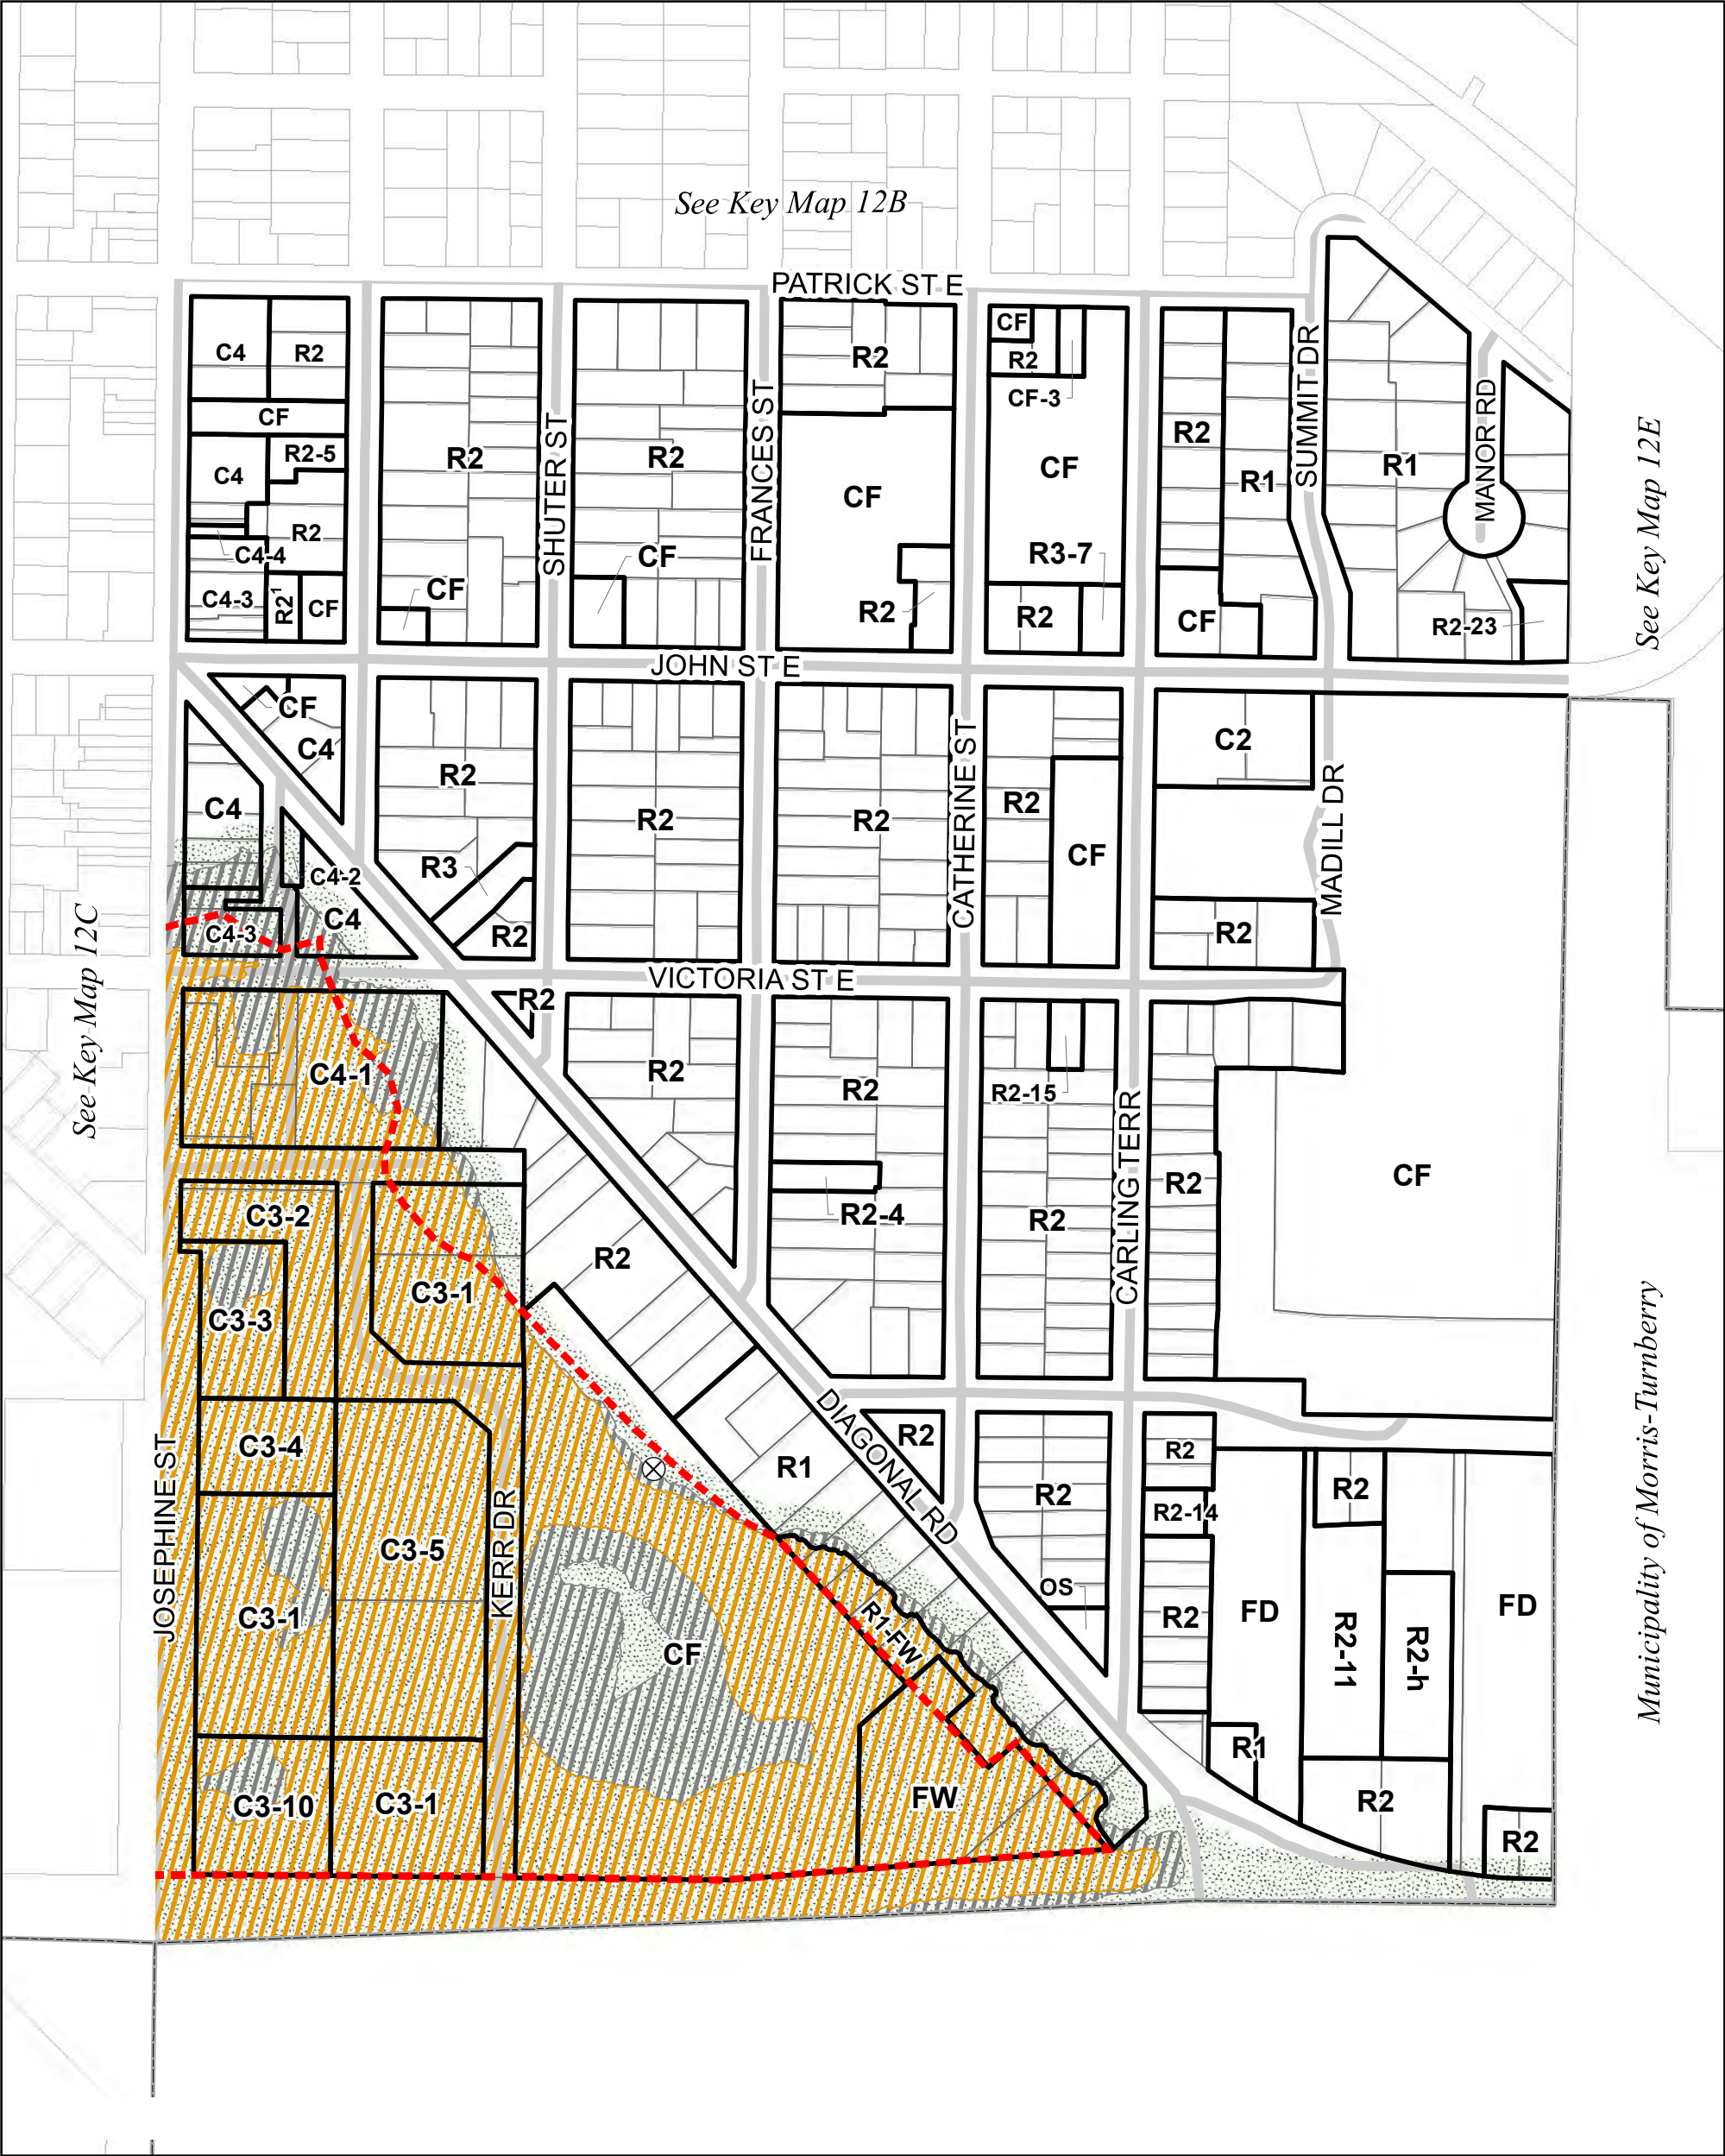 See Key Map 12B
PATRICK ST E
C4
R2
CF
C4
R2-5
R2
C4-4
C4-3
R2¹
CF
R2
CF
SHUTER ST
R2
CF
FRANCES ST
R2
CF
R2
CF
R2
CF-3
CF
R3-7
R2
R2
R1
CF
SUMMIT DR
R1
MANOR RD
R2-23
See Key Map 12E
JOHN ST E
CF
C4
C4
C4-2
C4
C4-3
R2
R3
R2
R2
R2
CATHERINE ST
R2
CF
C2
R2
MADILL DR
See Key Map 12C
VICTORIA ST E
R2
C4-1
R2
R2
R2-15
R2-4
R2
CARLING TERR
R2
CF
C3-2
C3-1
C3-3
R2
C3-4
C3-5
C3-1
JOSEPHINE ST
KERR DR
R1
DIAGONAL RD
R2
R2
OS
R2
R2-14
R2
FD
R2
R2-11
R2-h
FD
Municipality of Morris-Turnberry
CF
R1-FW
FW
C3-10
C3-1
R1
R2
R2